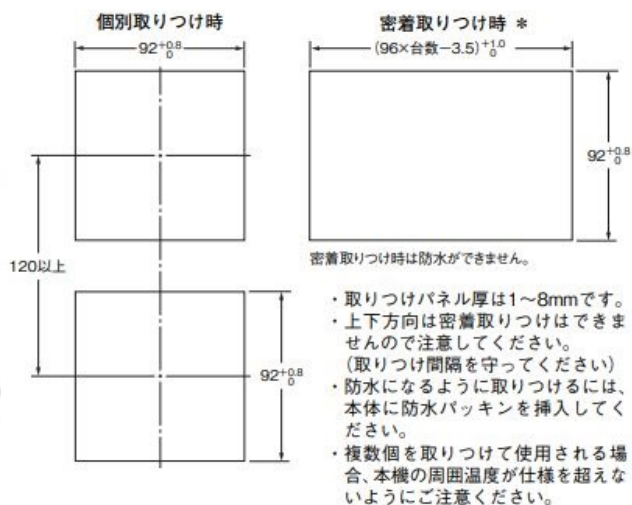 個別取りつけ時
92+0.8 0
120以上
92+0.8 0
密着取りつけ時 *
(96×台数−3.5)+1.0 0
92+0.8 0
密着取りつけ時は防水ができません。
・取りつけパネル厚は1～8mmです。
・上下方向は密着取りつけはできま
せんので注意してください。
(取りつけ間隔を守ってください)
・防水になるように取りつけるには、
本体に防水パッキンを挿入してく
ださい。
・複数個を取りつけて使用される場
合、本機の周囲温度が仕様を超えな
いようにご注意ください。